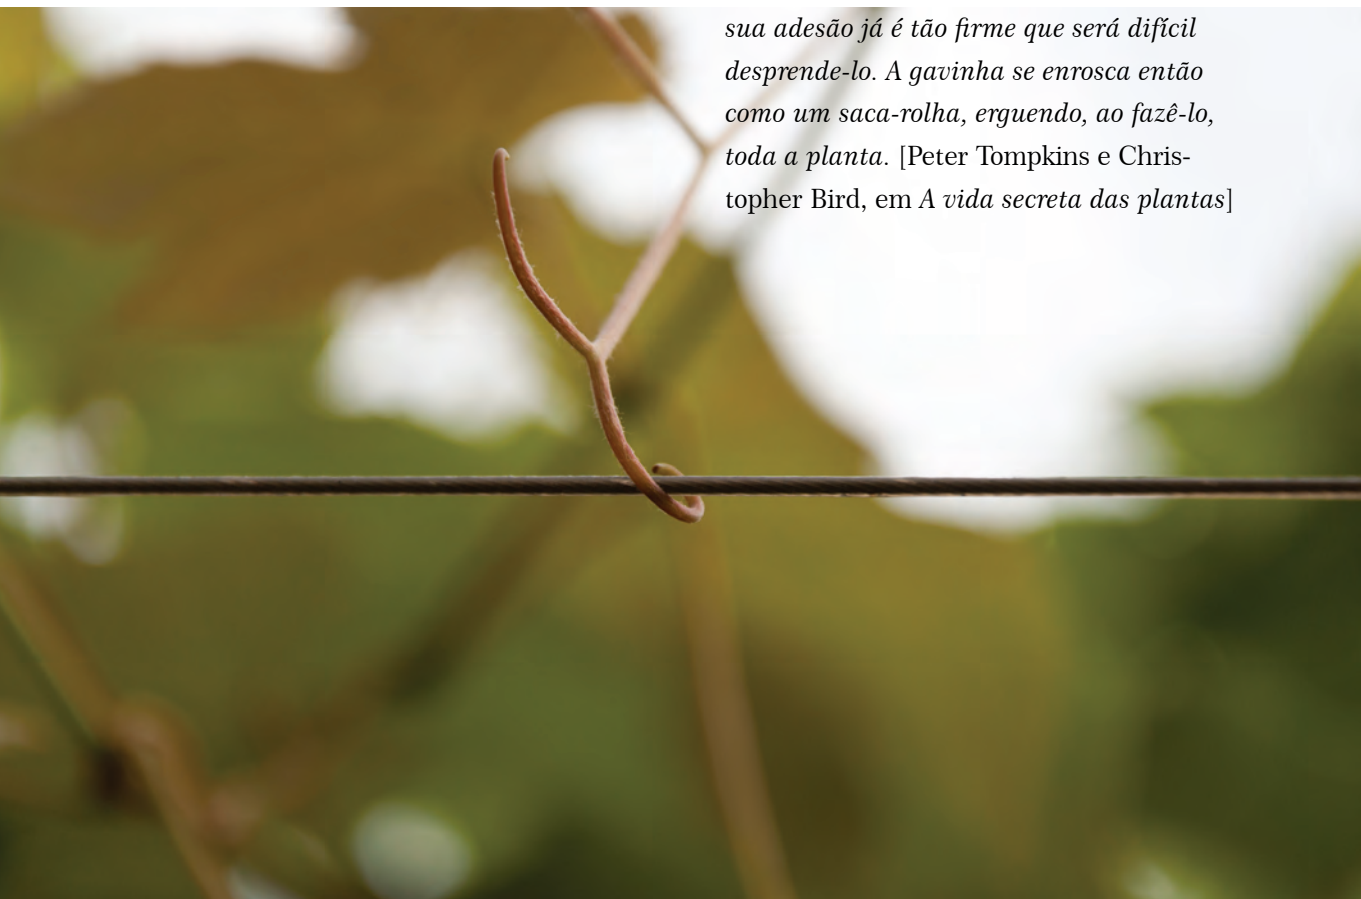 sua adesão já é tão firme que será difícil
desprende-lo. A gavinha se enrosca então
como um saca-rolha, erguendo, ao fazê-lo,
toda a planta. [Peter Tompkins e Chris-
topher Bird, em A vida secreta das plantas]